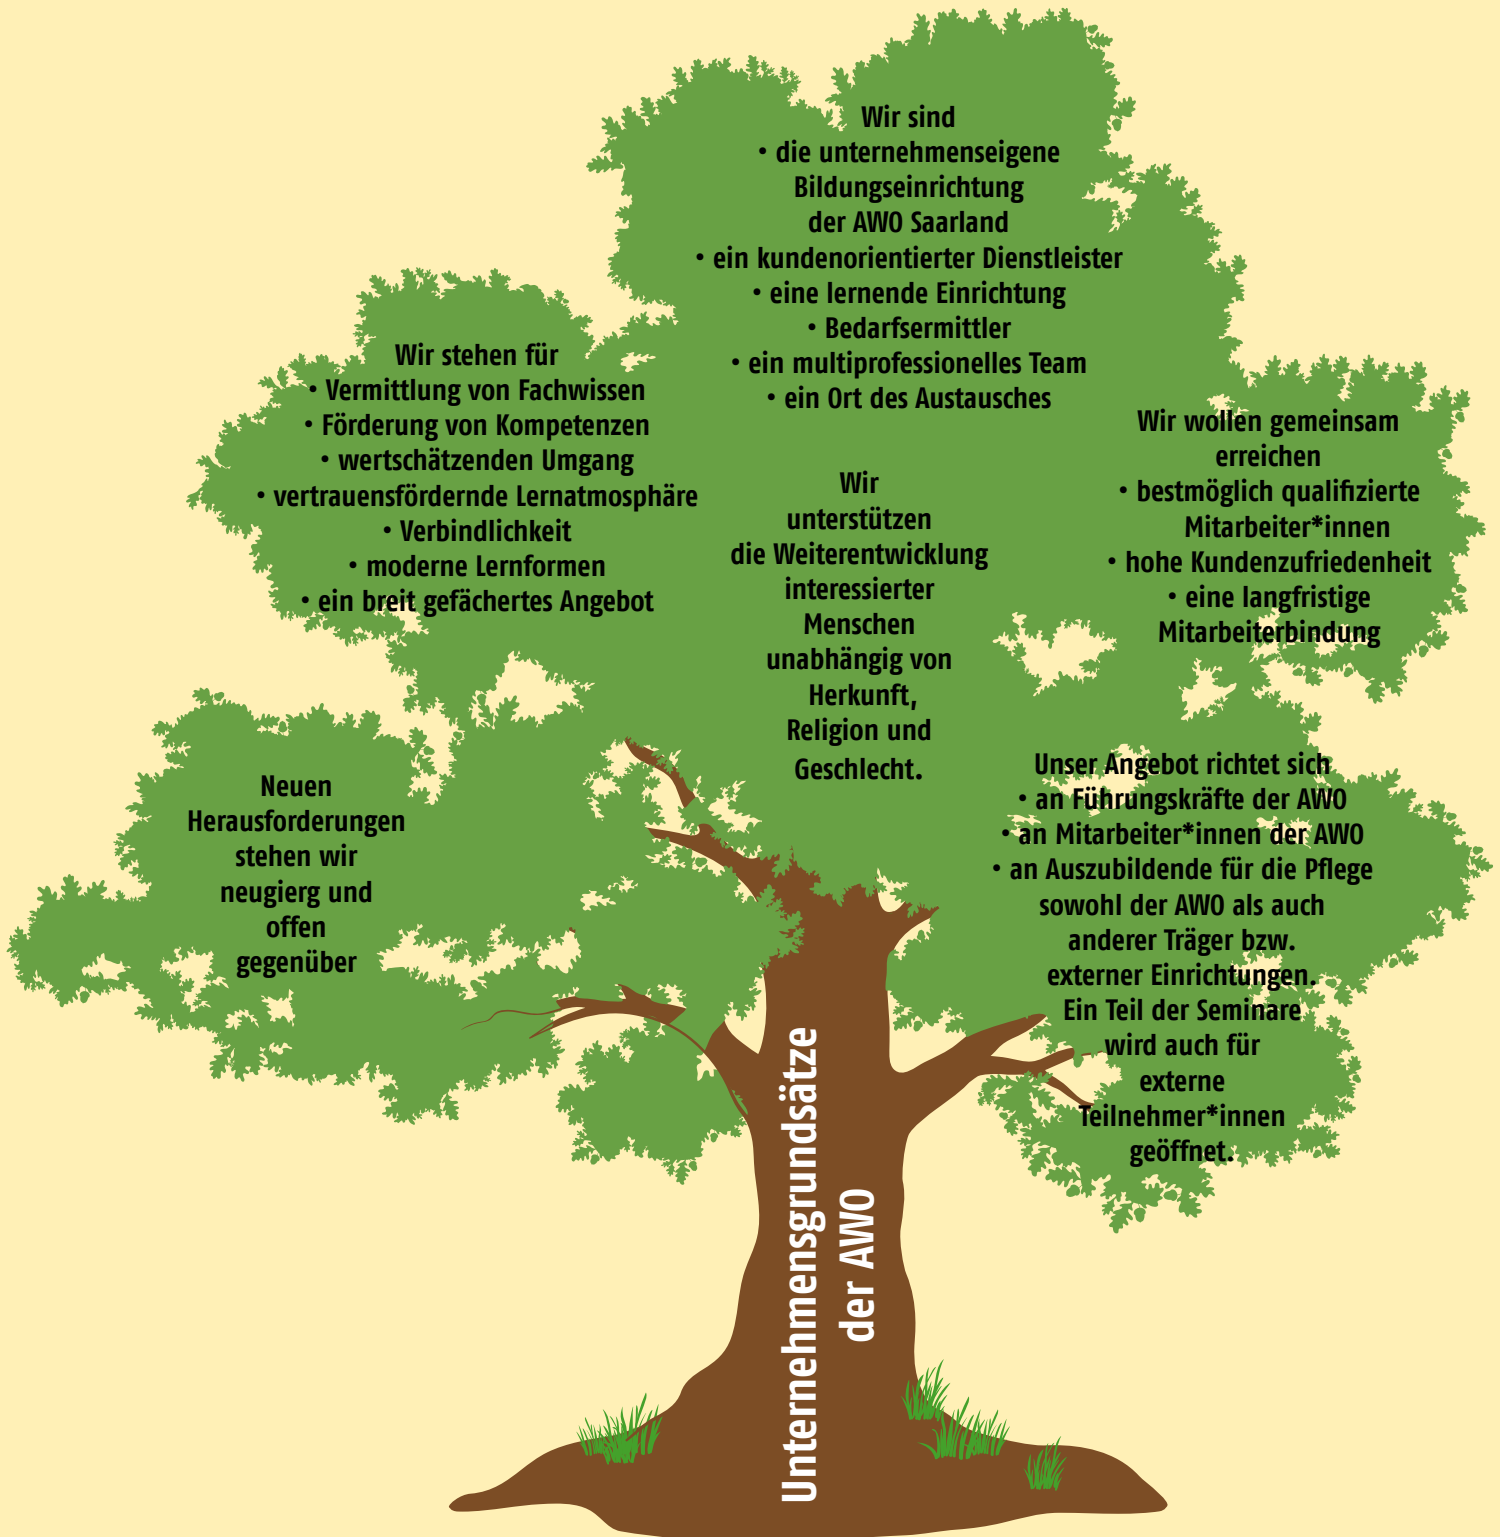 Wir sind
• die unternehmenseigene
Bildungseinrichtung
der AWO Saarland
• ein kundenorientierter Dienstleister
• eine lernende Einrichtung
• Bedarfsermittler
• ein multiprofessionelles Team
• ein Ort des Austausches
Wir stehen für
• Vermittlung von Fachwissen
• Förderung von Kompetenzen
• wertschätzenden Umgang
• vertrauensfördernde Lernatmosphäre
• Verbindlichkeit
• moderne Lernformen
• ein breit gefächertes Angebot
Wir
unterstützen
die Weiterentwicklung
interessierter
Menschen
unabhängig von
Herkunft,
Religion und
Geschlecht.
Wir wollen gemeinsam
erreichen
• bestmöglich qualifizierte
Mitarbeiter*innen
• hohe Kundenzufriedenheit
• eine langfristige
Mitarbeiterbindung
Neuen
Herausforderungen
stehen wir
neugierg und
offen
gegenüber
Unser Angebot richtet sich
• an Führungskräfte der AWO
• an Mitarbeiter*innen der AWO
• an Auszubildende für die Pflege
sowohl der AWO als auch
anderer Träger bzw.
externer Einrichtungen.
Ein Teil der Seminare
wird auch für
externe
Teilnehmer*innen
geöffnet.
Unternehmensgrundsätze
der AWO